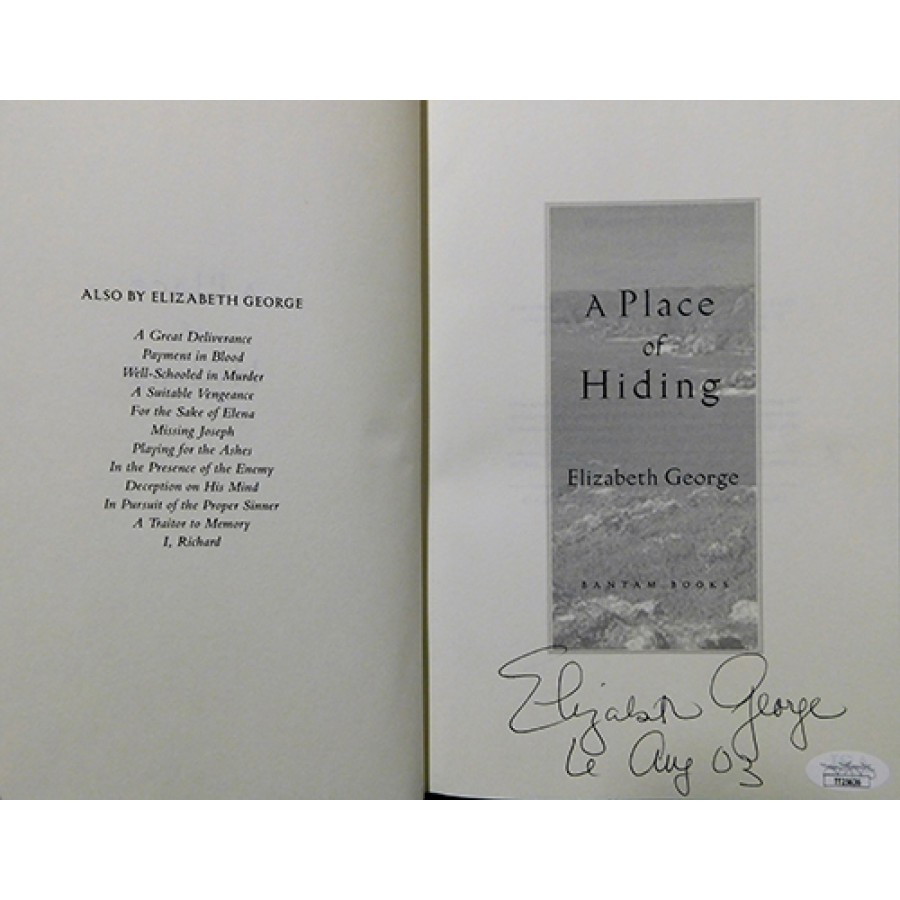 ALSO BY ELIZABETH GEORGE
A Great Deliverance
Payment in Blood
Well-Schooled in Murder
A Suitable Vengeance
For the Sake of Elena
Missing Joseph
Playing for the Ashes
In the Presence of the Enemy
Deception on His Mind
In Pursuit of the Proper Sinner
A Traitor to Memory
I, Richard
A Place
of
Hiding
Elizabeth George
BANTAM BOOKS
Elizabeth George
6 Aug 03